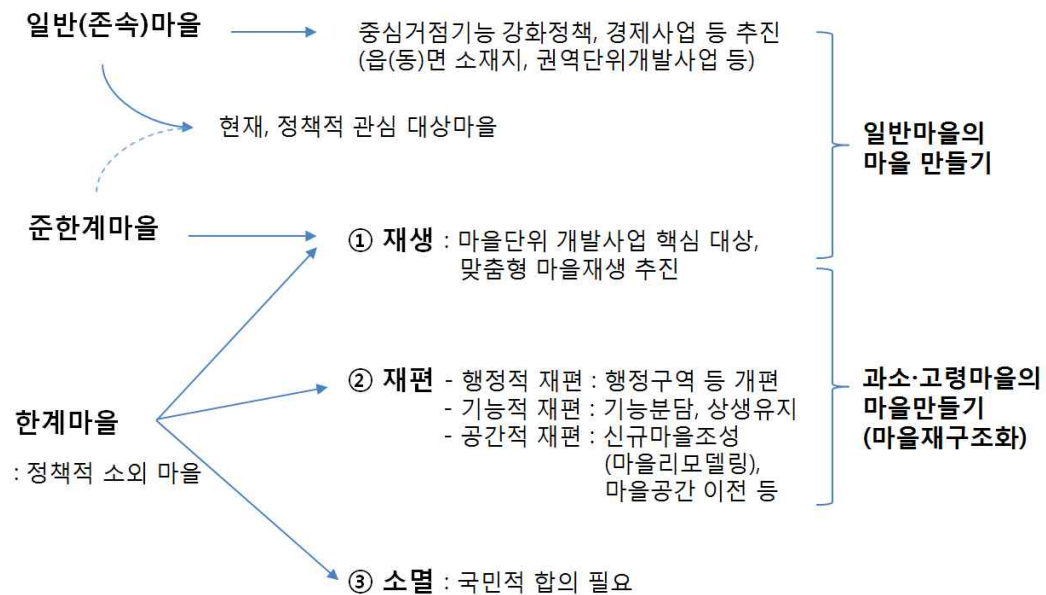 일반(존속)마을
중심거점기능 강화정책, 경제사업 등 추진
(읍(동)면 소재지, 권역단위개발사업 등)
현재, 정책적 관심 대상마을
일반마을의
마을 만들기
준한계마을
① 재생 : 마을단위 개발사업 핵심 대상,
맞춤형 마을재생 추진
② 재편 - 행정적 재편 : 행정구역 등 개편
- 기능적 재편 : 기능분담, 상생유지
- 공간적 재편 : 신규마을조성
(마을리모델링),
마을공간 이전 등
과소·고령마을의
마을만들기
(마을재구조화)
한계마을
: 정책적 소외 마을
③ 소멸 : 국민적 합의 필요